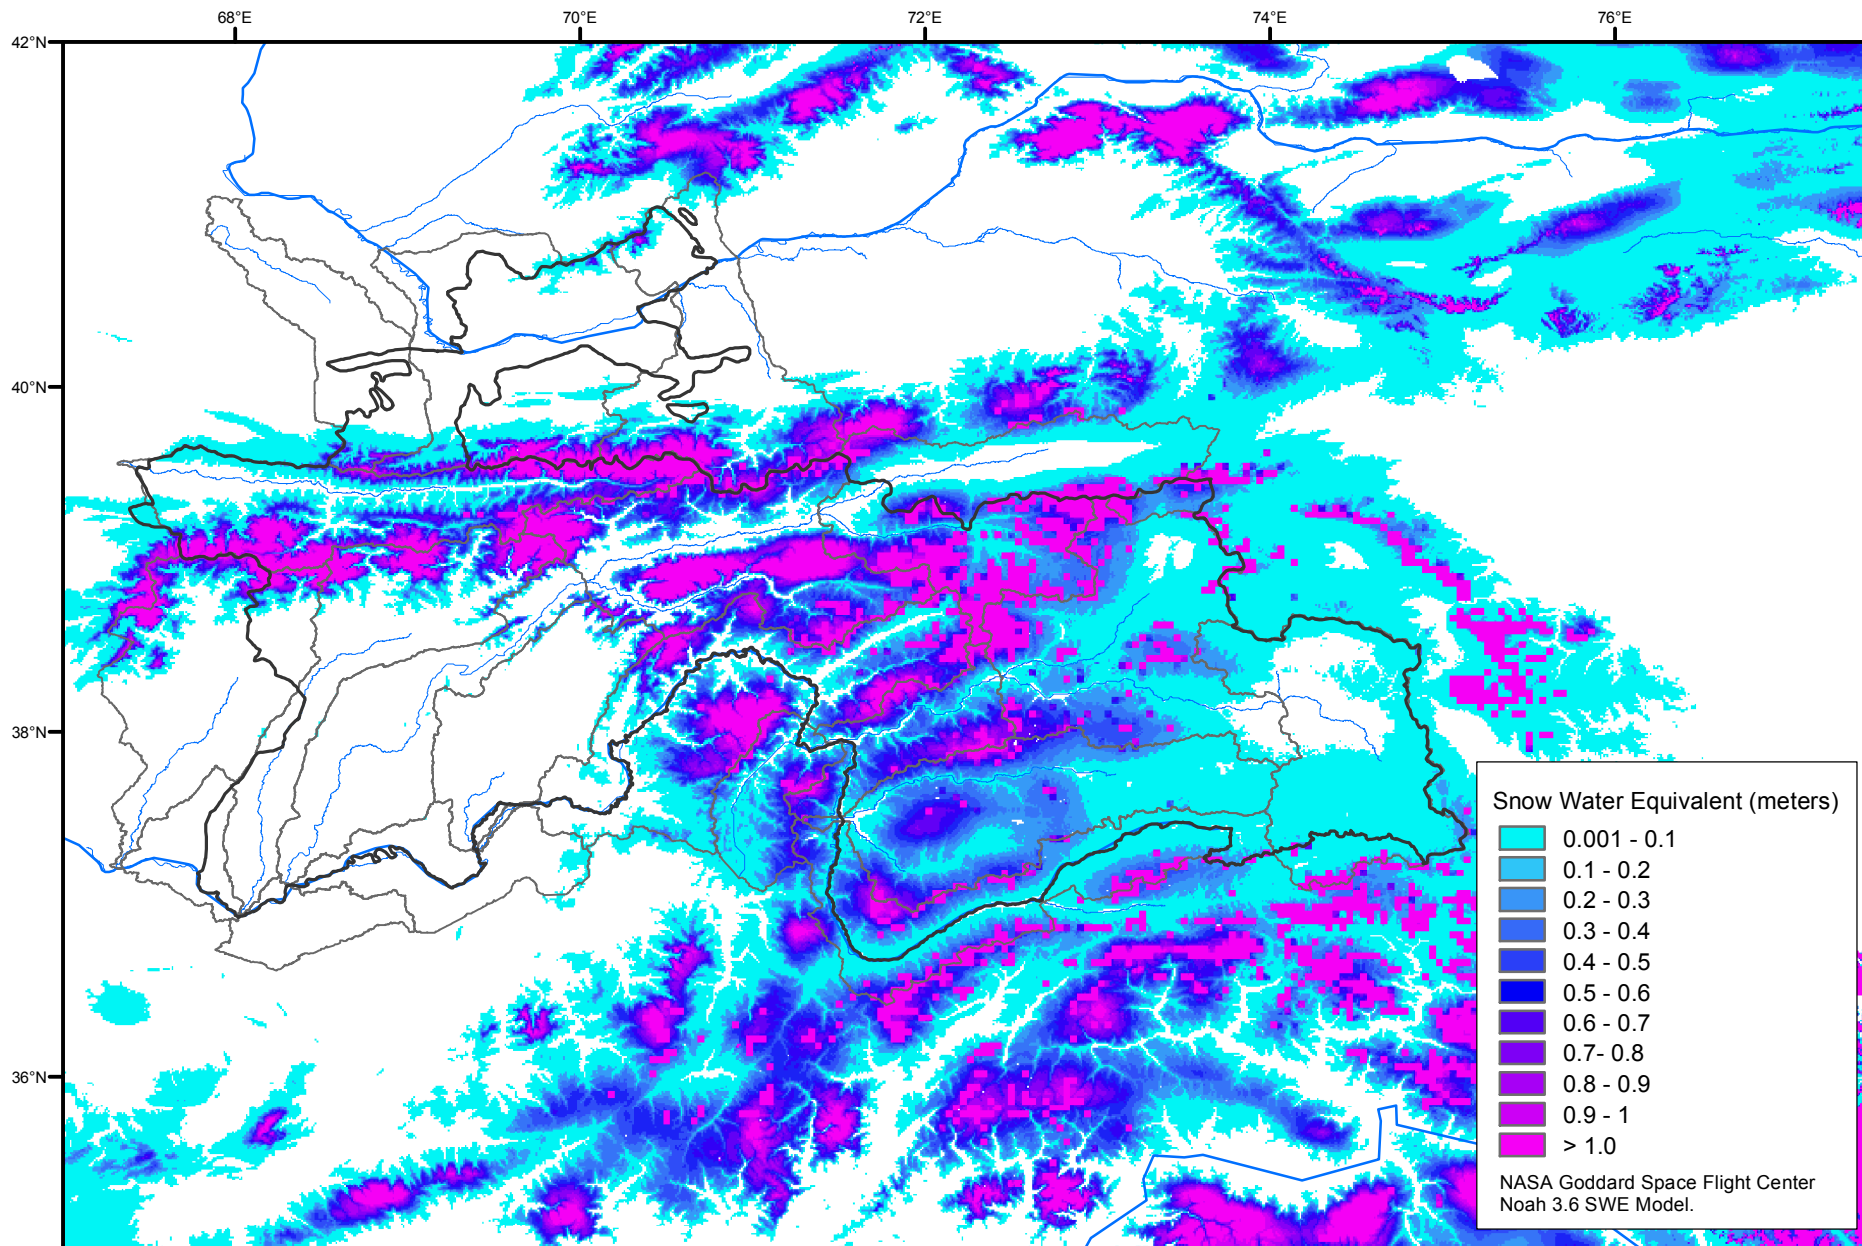 68°E
70°E
72°E
74°E
76°E
42°N
40°N
38°N
36°N
Snow Water Equivalent (meters)
0.001 - 0.1
0.1 - 0.2
0.2 - 0.3
0.3 - 0.4
0.4 - 0.5
0.5 - 0.6
0.6 - 0.7
0.7- 0.8
0.8 - 0.9
0.9 - 1
> 1.0
NASA Goddard Space Flight Center
Noah 3.6 SWE Model.